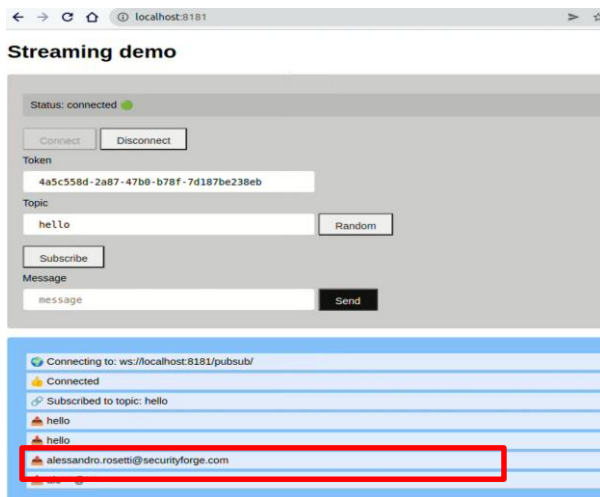 localhost:8181
Streaming demo
Status: connected
Connect Disconnect
Token
4a5c558d-2a87-47b0-b78f-7d187be238eb
Topic
hello Random
Subscribe
Message
message Send
Connecting to: ws://localhost:8181/pubsub/
Connected
Subscribed to topic: hello
hello
hello
alessandro.rosetti@securityforge.com